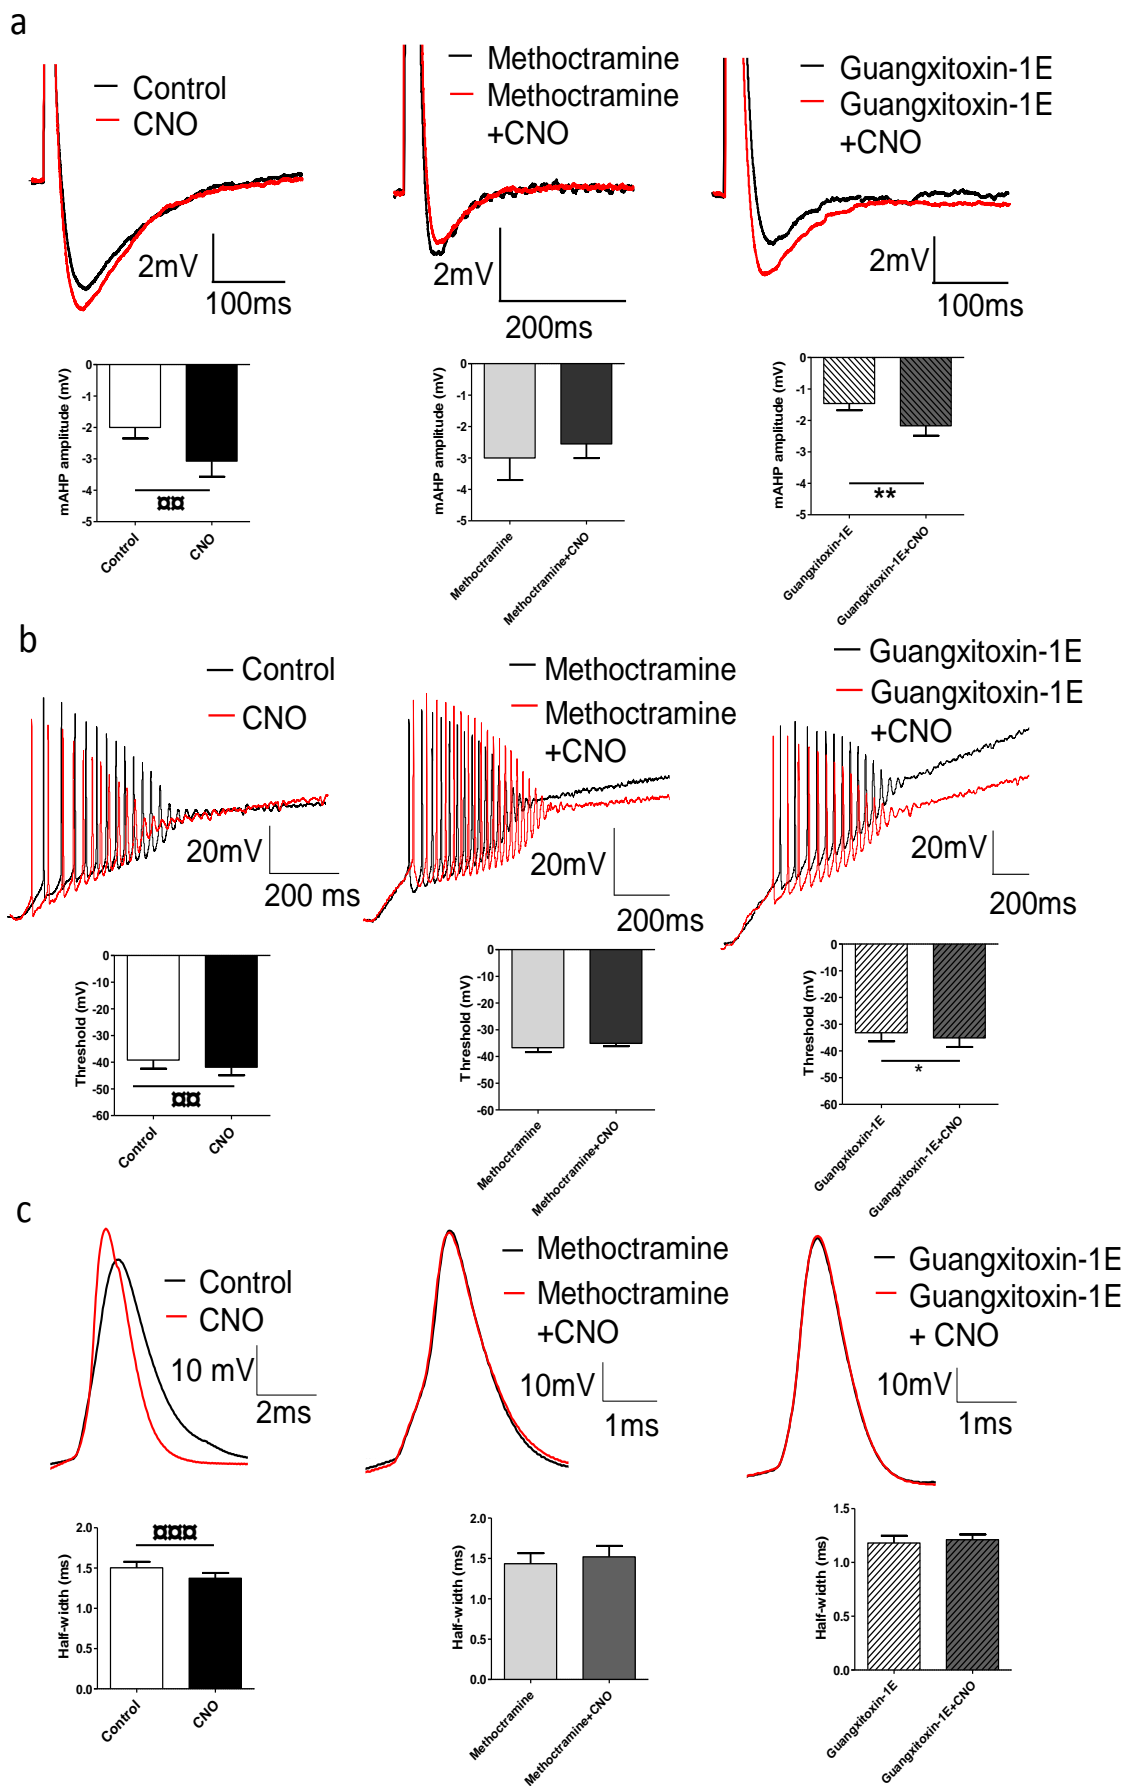 a
Control
CNO
2mV
100ms
Methoctramine
Methoctramine
+CNO
2mV
200ms
Guangxitoxin-1E
Guangxitoxin-1E
+CNO
2mV
100ms
mAHP amplitude (mV)
0
-1
-2
-3
-4
-5
¤¤
Control
CNO
mAHP amplitude (mV)
0
-1
-2
-3
-4
-5
Methoctramine
Methoctramine+CNO
mAHP amplitude (mV)
0
-1
-2
-3
-4
-5
**
Guangxitoxin-1E
Guangxitoxin-1E+CNO
b
Control
CNO
20mV
200 ms
Methoctramine
Methoctramine
+CNO
20mV
200ms
Guangxitoxin-1E
Guangxitoxin-1E
+CNO
20mV
200ms
Threshold (mV)
0
-10
-20
-30
-40
-50
-60
¤¤
Control
CNO
Threshold (mV)
0
-10
-20
-30
-40
-50
-60
Methoctramine
Methoctramine+CNO
Threshold (mV)
0
-10
-20
-30
-40
-50
-60
*
Guangxitoxin-1E
Guangxitoxin-1E+CNO
c
Control
CNO
10 mV
2ms
Methoctramine
Methoctramine
+CNO
10mV
1ms
Guangxitoxin-1E
Guangxitoxin-1E
+ CNO
10mV
1ms
Half-width (ms)
2.0
1.5
1.0
0.5
0.0
¤¤¤
Control
CNO
Half-width (ms)
2.0
1.5
1.0
0.5
0.0
Methoctramine
Methoctramine+CNO
Half-width (ms)
1.5
1.0
0.5
0.0
Guangxitoxin-1E
Guangxitoxin-1E+CNO